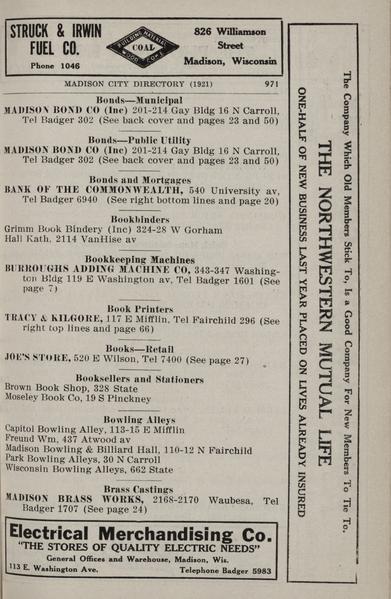 STRUCK & IRWIN
FUEL CO.
Phone 1046
BUILDING MATERIAL
COAL
WOOD COKE
826 Williamson
Street
Madison, Wisconsin
MADISON CITY DIRECTORY (1921) 971
Bonds—Municipal
MADISON BOND CO (Inc) 201-214 Gay Bldg 16 N Carroll,
Tel Badger 302 (See back cover and pages 23 and 50)
Bonds—Public Utility
MADISON BOND CO (Inc) 201-214 Gay Bldg 16 N Carroll,
Tel Badger 302 (See back cover and pages 23 and 50)
Bonds and Mortgages
BANK OF THE COMMONWEALTH, 540 University av,
Tel Badger 6940 (See right bottom lines and page 20)
Bookbinders
Grimm Book Bindery (Inc) 324-28 W Gorham
Hall Kath, 2114 VanHise av
Bookkeeping Machines
BURROUGHS ADDING MACHINE CO, 343-347 Washing-
ton Bldg 119 E Washington av, Tel Badger 1601 (See
page 7)
Book Printers
TRACY & KILGORE, 117 E Mifflin, Tel Fairchild 296 (See
right top lines and page 66)
Books—Retail
JOE'S STORE, 520 E Wilson, Tel 7400 (See page 27)
Booksellers and Stationers
Brown Book Shop, 328 State
Moseley Book Co, 19 S Pinckney
Bowling Alleys
Capitol Bowling Alley, 113-15 E Mifflin
Freund Wm, 437 Atwood av
Madison Bowling & Billiard Hall, 110-12 N Fairchild
Park Bowling Alleys, 30 N Carroll
Wisconsin Bowling Alleys, 662 State
Brass Castings
MADISON BRASS WORKS, 2168-2170 Waubesa, Tel
Badger 1707 (See page 24)
Electrical Merchandising Co.
"THE STORES OF QUALITY ELECTRIC NEEDS"
General Offices and Warehouse, Madison, Wis.
113 E. Washington Ave. Telephone Badger 5983
The Company Which Old Members Stick To, Is a Good Company For New Members To Tie To.
THE NORTHWESTERN MUTUAL LIFE
ONE-HALF OF NEW BUSINESS LAST YEAR PLACED ON LIVES ALREADY INSURED